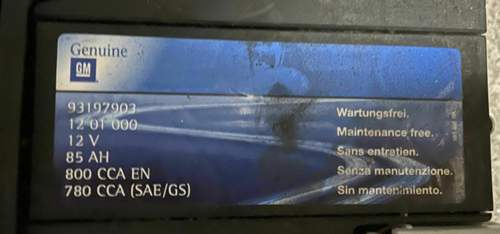 Genuine
GM
93197903
12 01 000
12 V
85 AH
800 CCA EN
780 CCA (SAE/GS)
Wartungsfrei.
Maintenance free.
Sans entretien.
Senza manutenzione.
Sin mantenimiento.